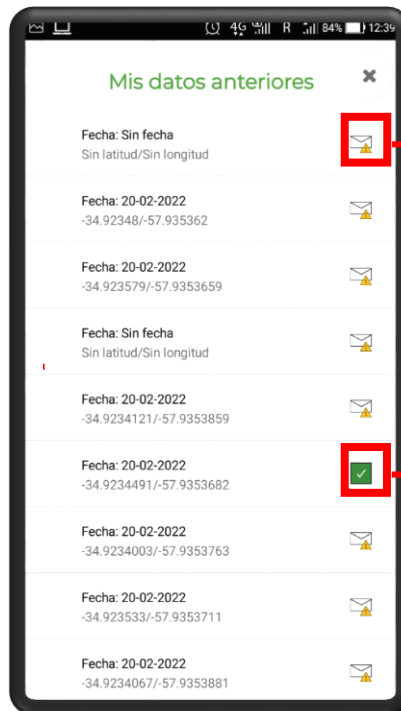 4G R 84% 12:39
Mis datos anteriores
Fecha: Sin fecha
Sin latitud/Sin longitud
Fecha: 20-02-2022
-34.92348/-57.935362
Fecha: 20-02-2022
-34.923579/-57.9353659
Fecha: Sin fecha
Sin latitud/Sin longitud
Fecha: 20-02-2022
-34.9234121/-57.9353859
Fecha: 20-02-2022
-34.9234491/-57.9353682
Fecha: 20-02-2022
-34.9234003/-57.9353763
Fecha: 20-02-2022
-34.923533/-57.9353711
Fecha: 20-02-2022
-34.9234067/-57.9353881